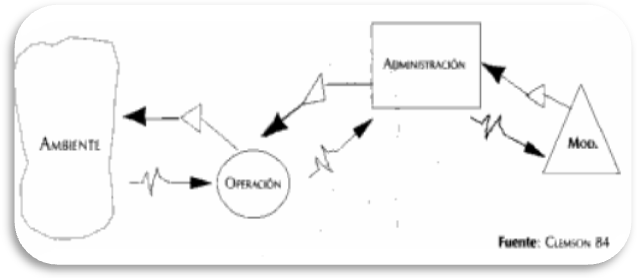 ADMINISTRACIÓN
AMBIENTE
OPERACIÓN
MOD.
Fuente: CLEMSON 84